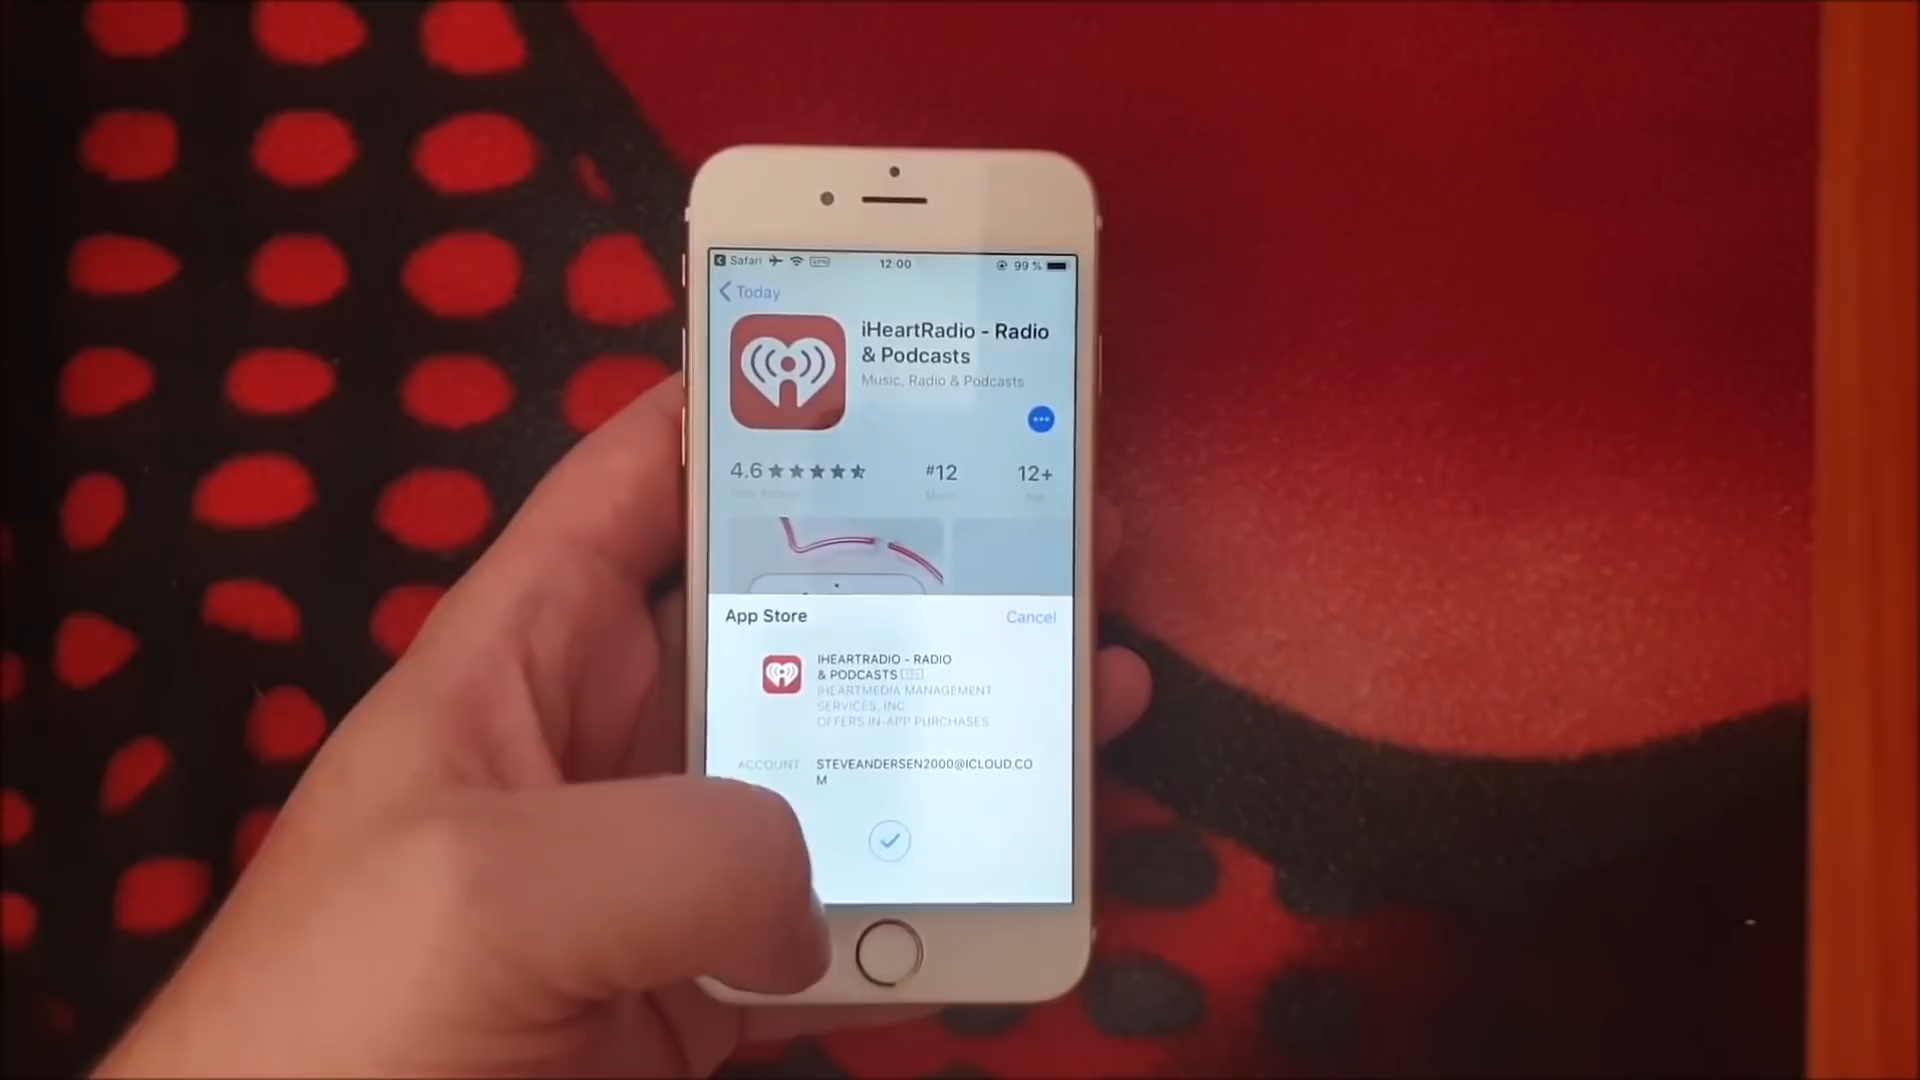 Safari VPN 12.00 99 %
Today
iHeartRadio - Radio
& Podcasts
Music, Radio & Podcasts
4.6 #12 12+
App Store Cancel
IHEARTRADIO - RADIO
& PODCASTS
IHEARTMEDIA MANAGEMENT
SERVICES, INC
OFFERS IN-APP PURCHASES
ACCOUNT STEVEANDERSEN2000@ICLOUD.CO
M